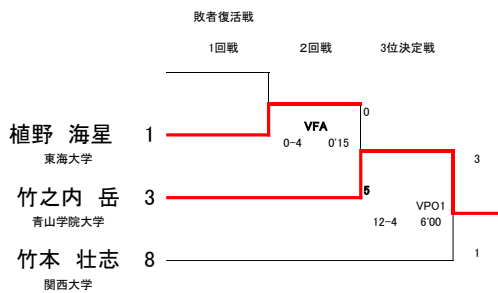 敗者復活戦
1回戦 2回戦 3位決定戦
0
植野 海星 1 VFA 3
東海大学 0-4 0'15
竹之内 岳 3 5
青山学院大学 VPO1
12-4 6'00
竹本 壮志 8 1
関西大学